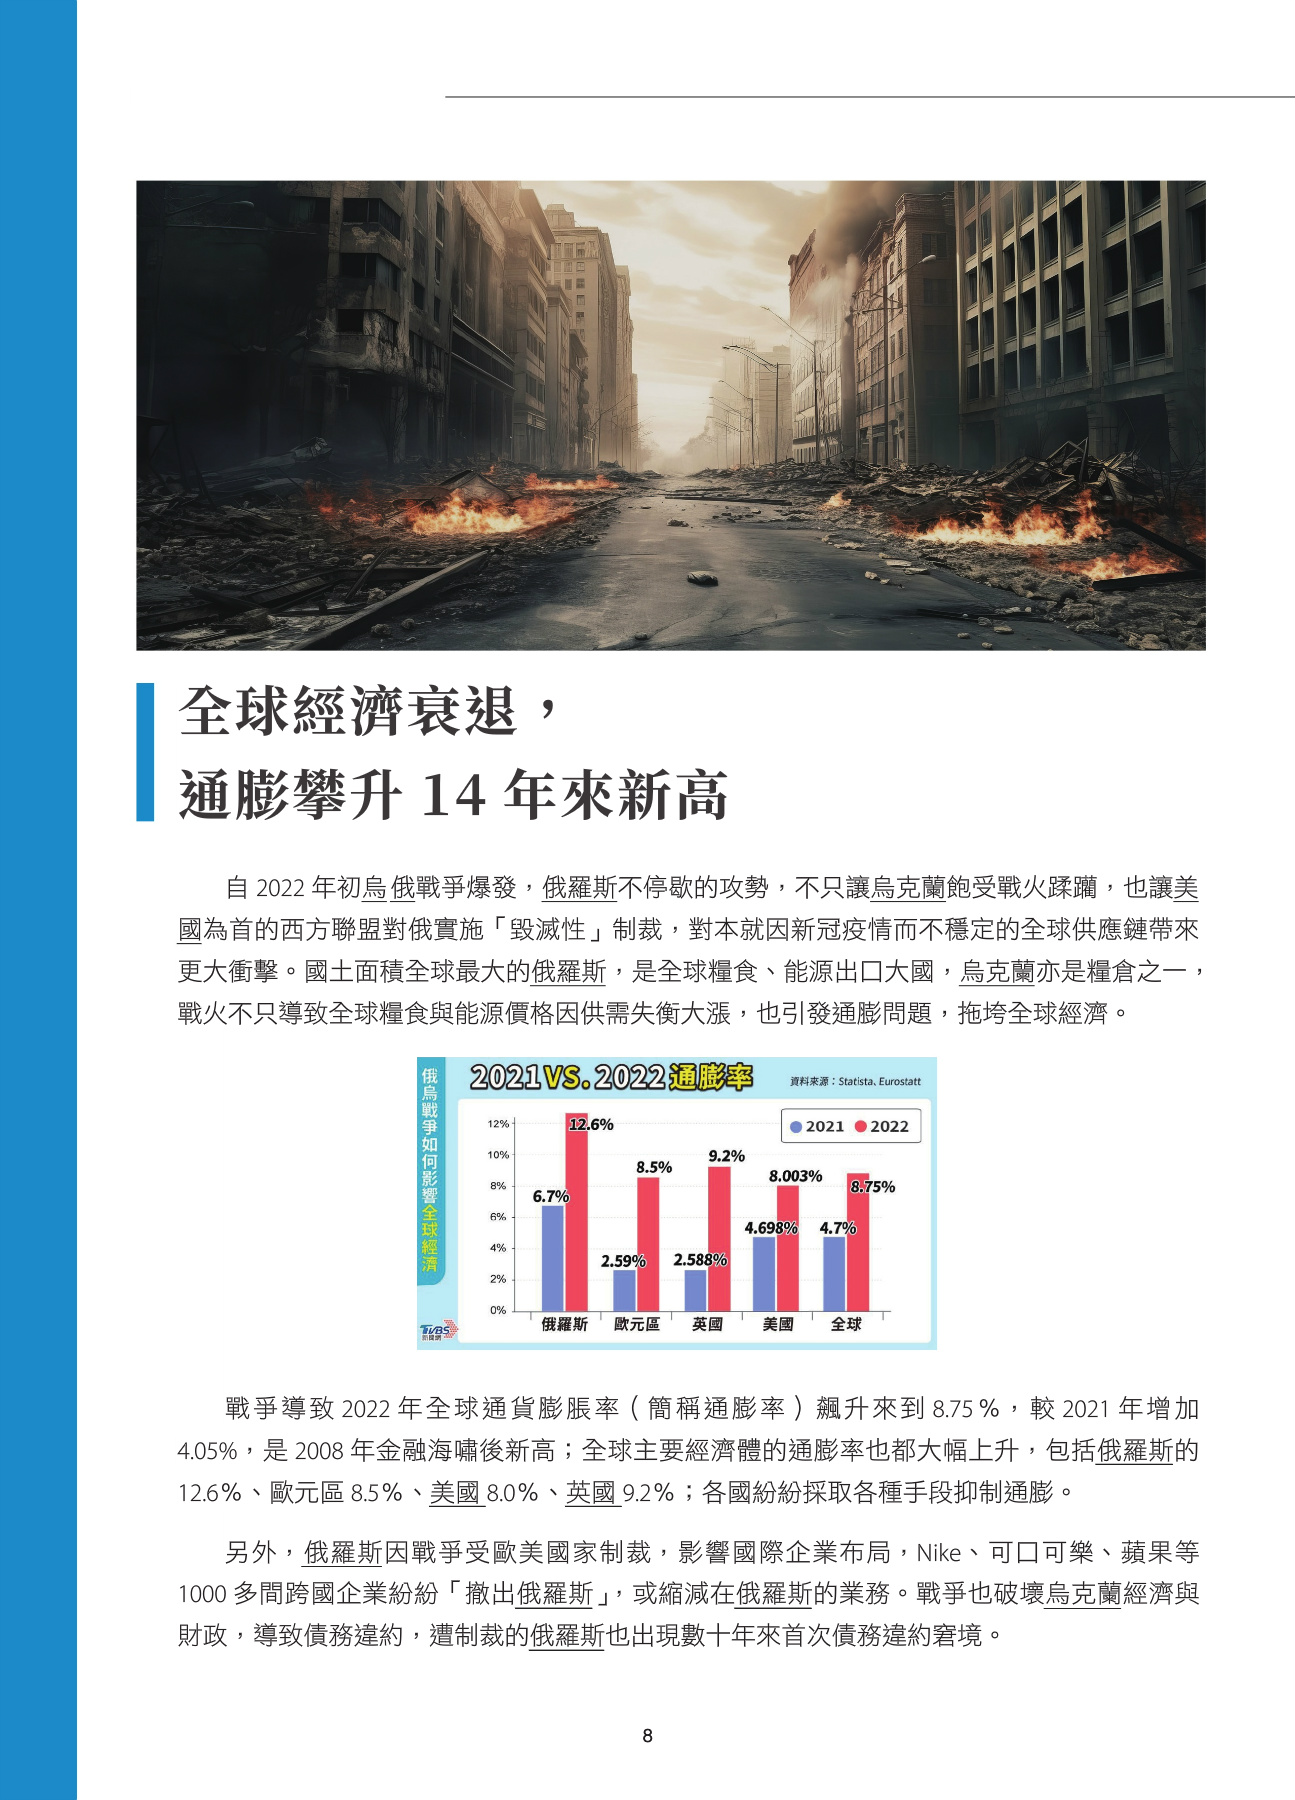 全球經濟衰退，
通膨攀升 14 年來新高
自 2022 年初烏俄戰爭爆發，俄羅斯不停歇的攻勢，不只讓烏克蘭飽受戰火蹂躪，也讓美
國為首的西方聯盟對俄實施「毀滅性」制裁，對本就因新冠疫情而不穩定的全球供應鏈帶來
更大衝擊。國土面積全球最大的俄羅斯，是全球糧食、能源出口大國，烏克蘭亦是糧倉之一，
戰火不只導致全球糧食與能源價格因供需失衡大漲，也引發通膨問題，拖垮全球經濟。
俄烏戰爭如何影響全球經濟
2021 VS. 2022 通膨率
資料來源：Statista、Eurostatt
2021 2022
12%
10%
8%
6%
4%
2%
0%
6.7% 12.6%
2.59% 8.5%
2.588% 9.2%
4.698% 8.003%
4.7% 8.75%
俄羅斯 歐元區 英國 美國 全球
TVBS
新聞網
戰爭導致 2022 年全球通貨膨脹率（簡稱通膨率）飆升來到 8.75％，較 2021 年增加
4.05%，是 2008 年金融海嘯後新高；全球主要經濟體的通膨率也都大幅上升，包括俄羅斯的
12.6％、歐元區 8.5％、美國 8.0％、英國 9.2％；各國紛紛採取各種手段抑制通膨。
另外，俄羅斯因戰爭受歐美國家制裁，影響國際企業布局，Nike、可口可樂、蘋果等
1000 多間跨國企業紛紛「撤出俄羅斯」，或縮減在俄羅斯的業務。戰爭也破壞烏克蘭經濟與
財政，導致債務違約，遭制裁的俄羅斯也出現數十年來首次債務違約窘境。
8